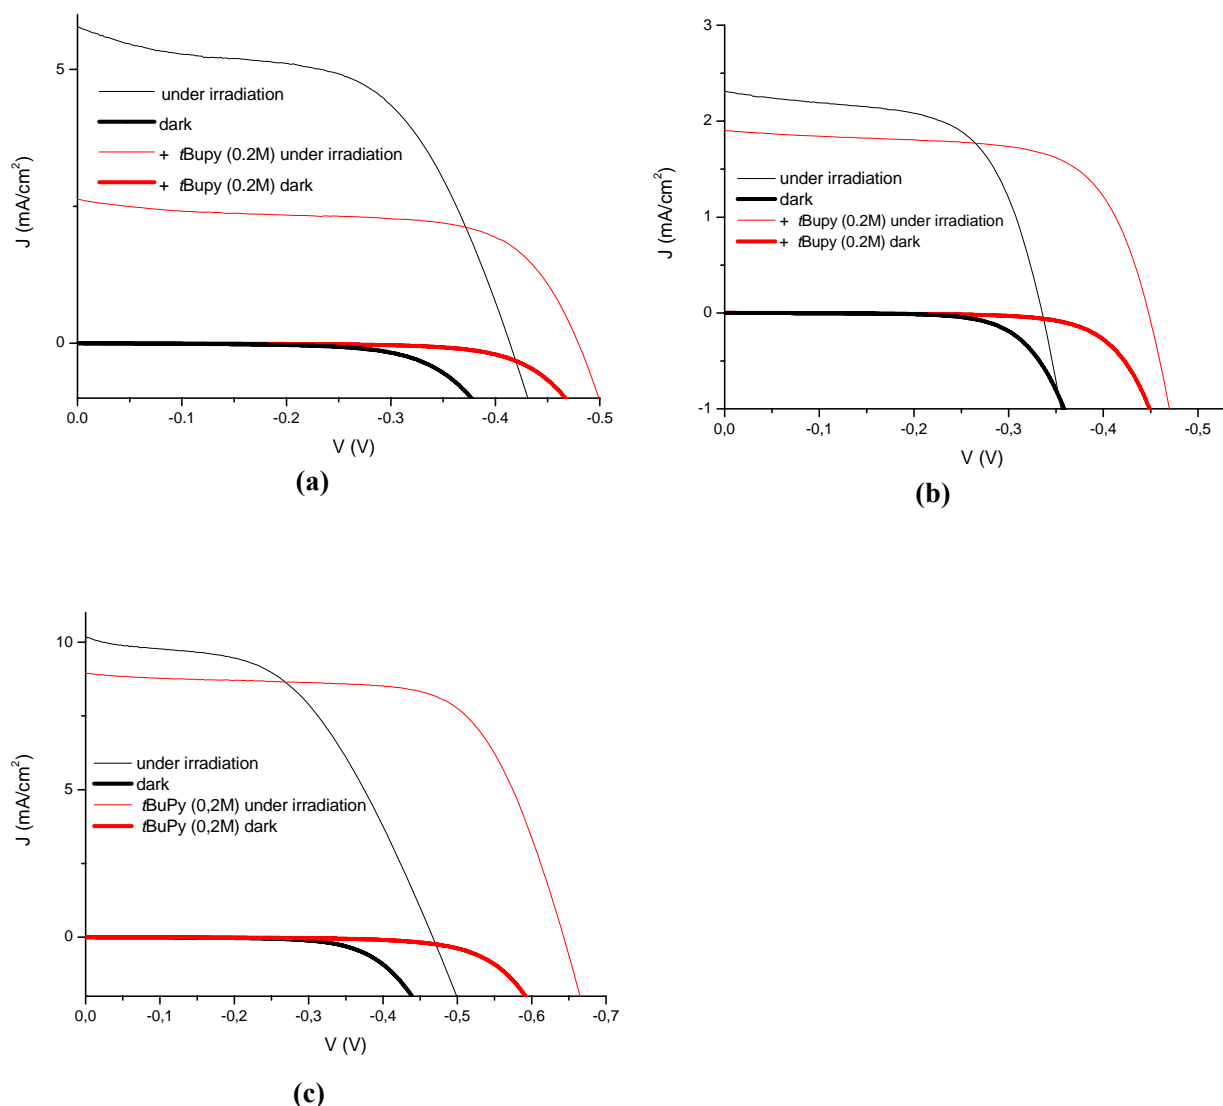 5
0
J (mA/cm²)
under irradiation
dark
+ tBupy (0.2M) under irradiation
+ tBupy (0.2M) dark
0.0 -0.1 -0.2 -0.3 -0.4 -0.5
V (V)
(a)
3
2
1
0
-1
J (mA/cm²)
under irradiation
dark
+ tBupy (0.2M) under irradiation
+ tBupy (0.2M) dark
0,0 -0,1 -0,2 -0,3 -0,4 -0,5
V (V)
(b)
10
5
0
J (mA/cm²)
under irradiation
dark
tBuPy (0,2M) under irradiation
tBuPy (0,2M) dark
0,0 -0,1 -0,2 -0,3 -0,4 -0,5 -0,6 -0,7
V (V)
(c)